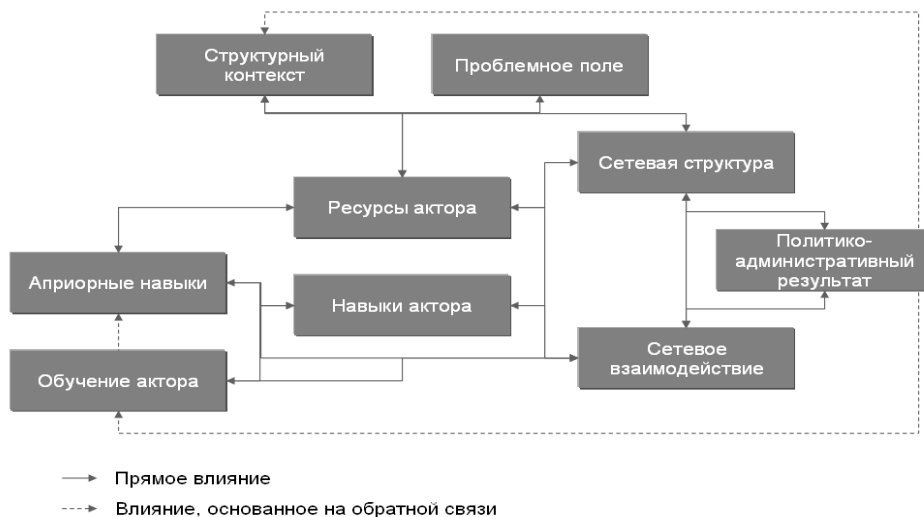 Структурный
контекст
Проблемное поле
Сетевая структура
Ресурсы актора
Политико-
административный
результат
Априорные навыки
Навыки актора
Сетевое
взаимодействие
Обучение актора
Прямое влияние
Влияние, основанное на обратной связи